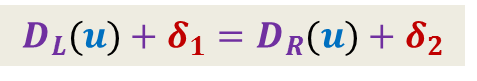 D_L(u) + δ_1 = D_R(u) + δ_2